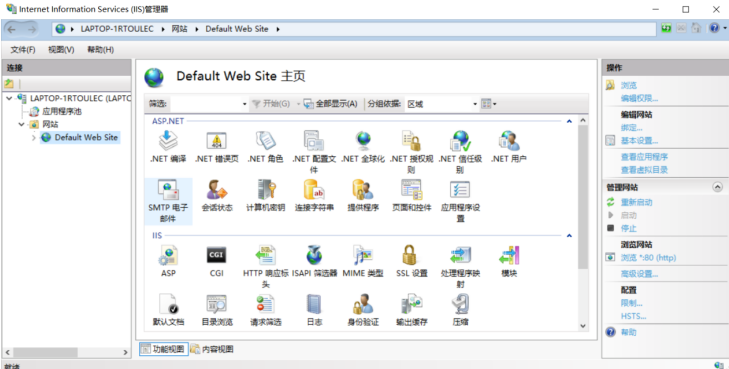 Internet Information Services (IIS)管理器
LAPTOP-1RTOULEC
网站
Default Web Site
文件(F) 视图(V) 帮助(H)
连接
LAPTOP-1RTOULEC (LAPTC
应用程序池
网站
Default Web Site
Default Web Site 主页
筛选: 开始(G) 全部显示(A) 分组依据: 区域
ASP.NET
.NET 编译
.NET 错误页
.NET 角色
.NET 配置文件
.NET 全球化
.NET 授权规则
.NET 信任级别
.NET 用户
SMTP 电子邮件
会话状态
计算机密钥
连接字符串
提供程序
页面和控件
应用程序设置
IIS
ASP
CGI
HTTP 响应标头
ISAPI 筛选器
MIME 类型
SSL 设置
处理程序映射
模块
默认文档
目录浏览
请求筛选
日志
身份验证
输出缓存
压缩
功能视图 内容视图
操作
浏览
编辑权限...
编辑网站
绑定...
基本设置...
查看应用程序
查看虚拟目录
管理网站
重新启动
启动
停止
浏览网站
浏览 *:80 (http)
高级设置...
配置
限制...
HSTS...
帮助
就绪